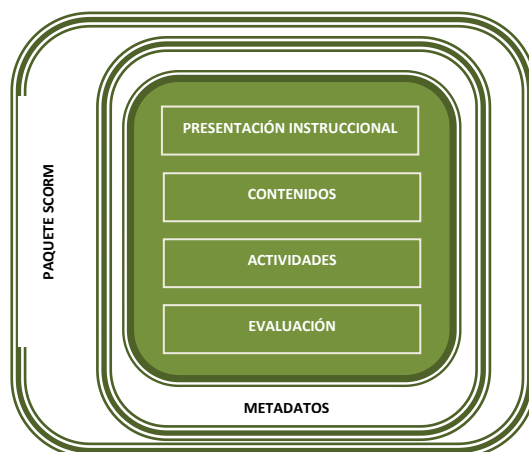 PAQUETE SCORM
PRESENTACIÓN INSTRUCCIONAL
CONTENIDOS
ACTIVIDADES
EVALUACIÓN
METADATOS